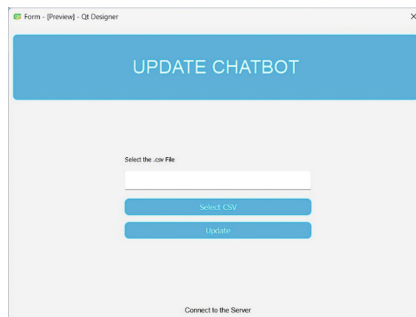 Form - [Preview] - Qt Designer
UPDATE CHATBOT
Select the .csv File
Select CSV
Update
Connect to the Server